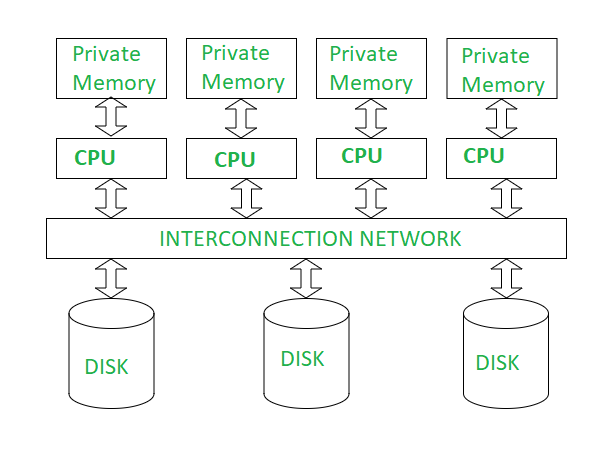 Private
Memory
Private
Memory
Private
Memory
Private
Memory
CPU
CPU
CPU
CPU
INTERCONNECTION NETWORK
DISK
DISK
DISK